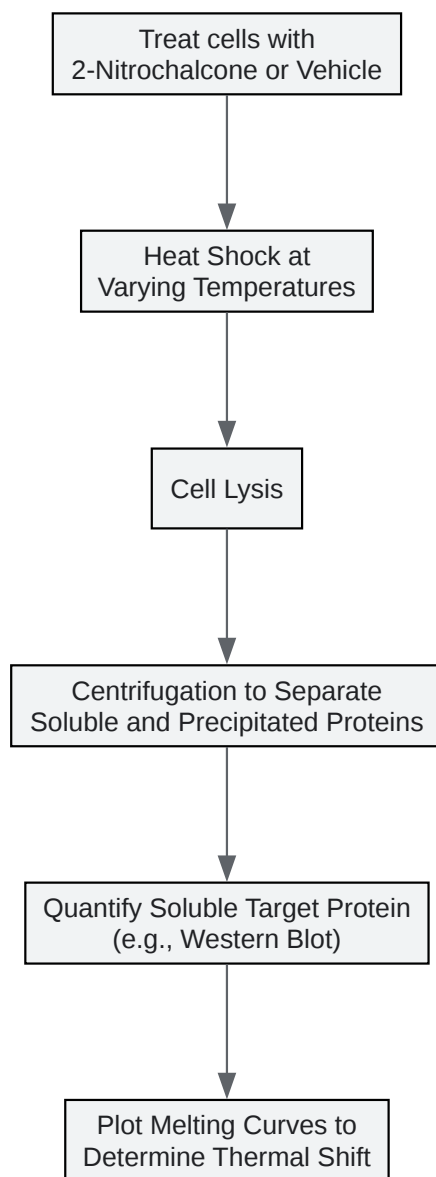 Treat cells with
2-Nitrochalcone or Vehicle
Heat Shock at
Varying Temperatures
Cell Lysis
Centrifugation to Separate
Soluble and Precipitated Proteins
Quantify Soluble Target Protein
(e.g., Western Blot)
Plot Melting Curves to
Determine Thermal Shift